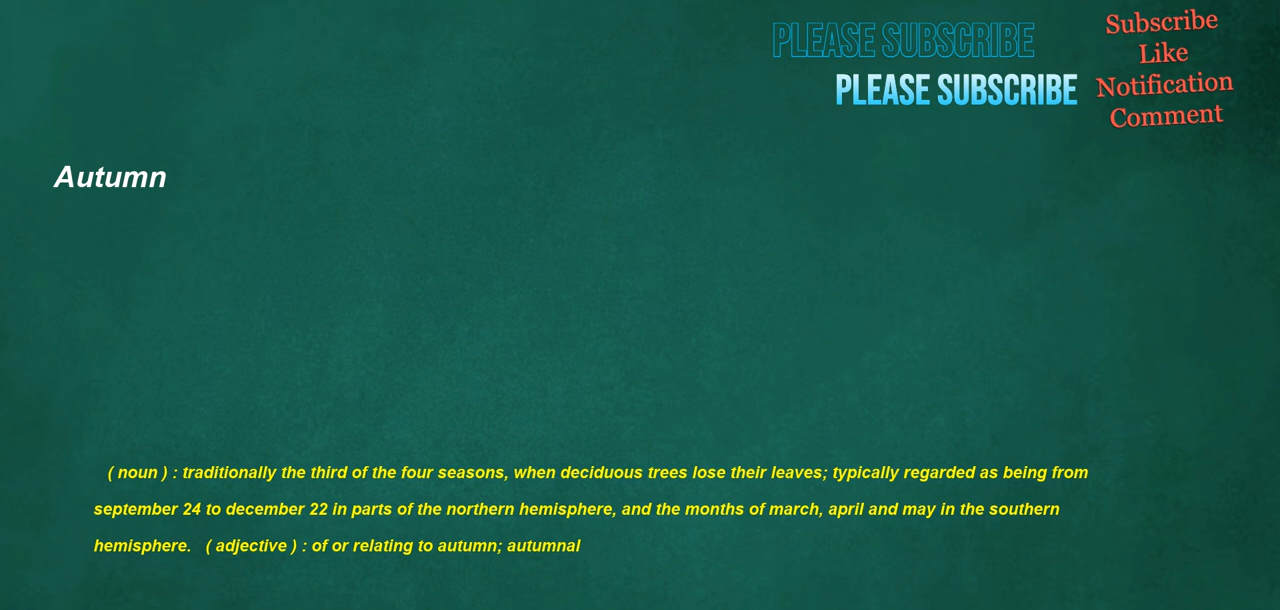 PLEASE SUBSCRIBE
PLEASE SUBSCRIBE
Subscribe
Like
Notification
Comment
Autumn
( noun ) : traditionally the third of the four seasons, when deciduous trees lose their leaves; typically regarded as being from
september 24 to december 22 in parts of the northern hemisphere, and the months of march, april and may in the southern
hemisphere. ( adjective ) : of or relating to autumn; autumnal